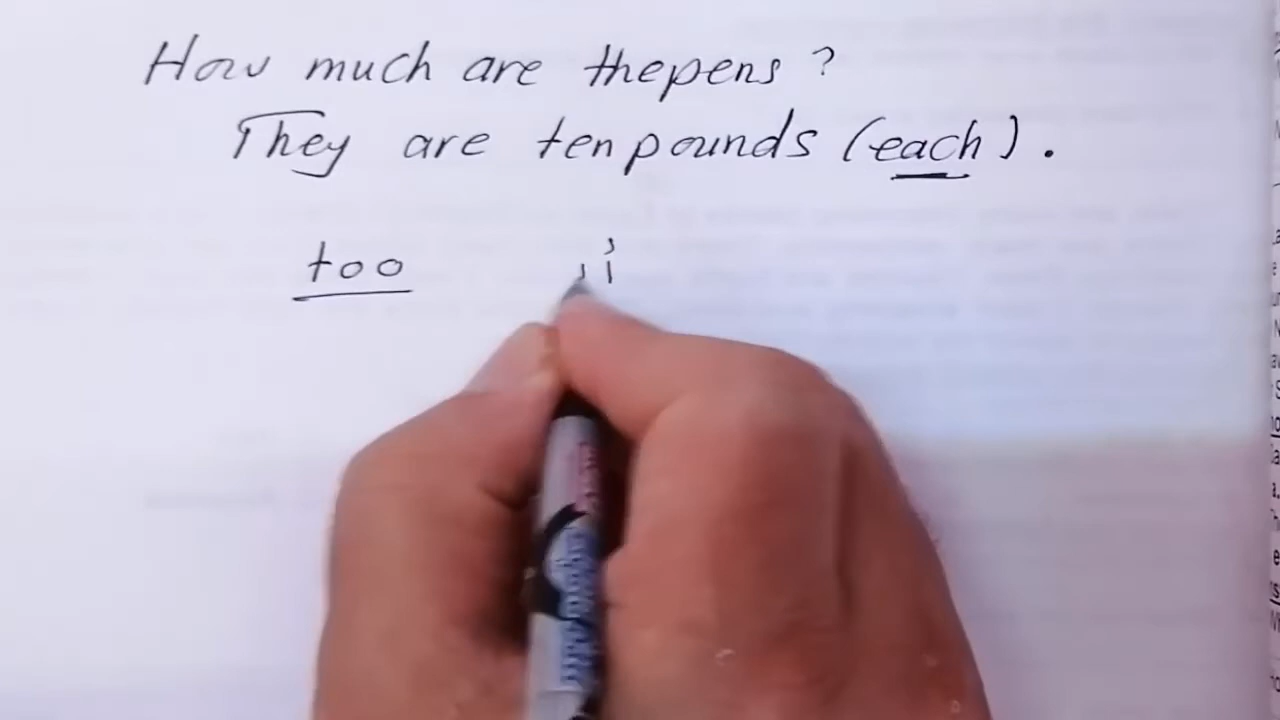 How much are thepens ?
They are tenpounds (each) .
too